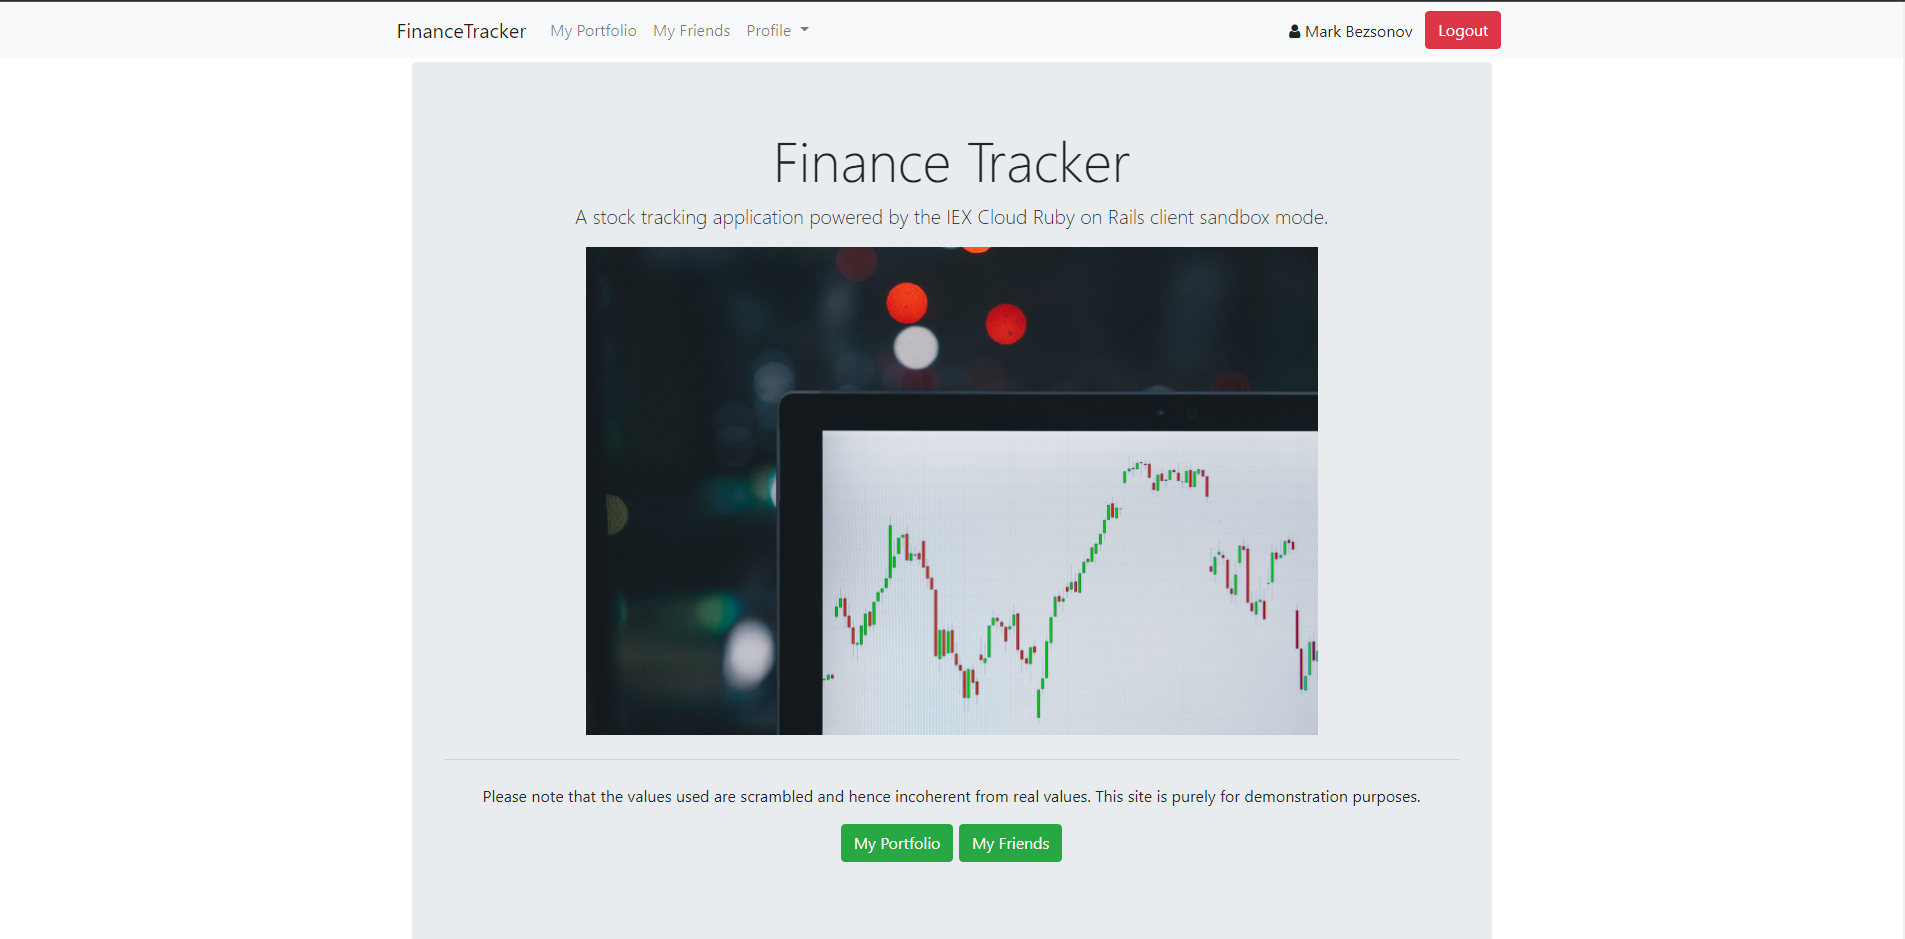 FinanceTracker My Portfolio My Friends Profile Mark Bezsonov Logout
Finance Tracker
A stock tracking application powered by the IEX Cloud Ruby on Rails client sandbox mode.
Please note that the values used are scrambled and hence incoherent from real values. This site is purely for demonstration purposes.
My Portfolio My Friends